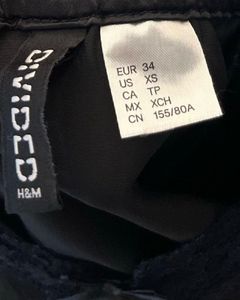 DIVIDED
H&M
EUR 34
US XS
CA TP
MX XCH
CN 155/80A